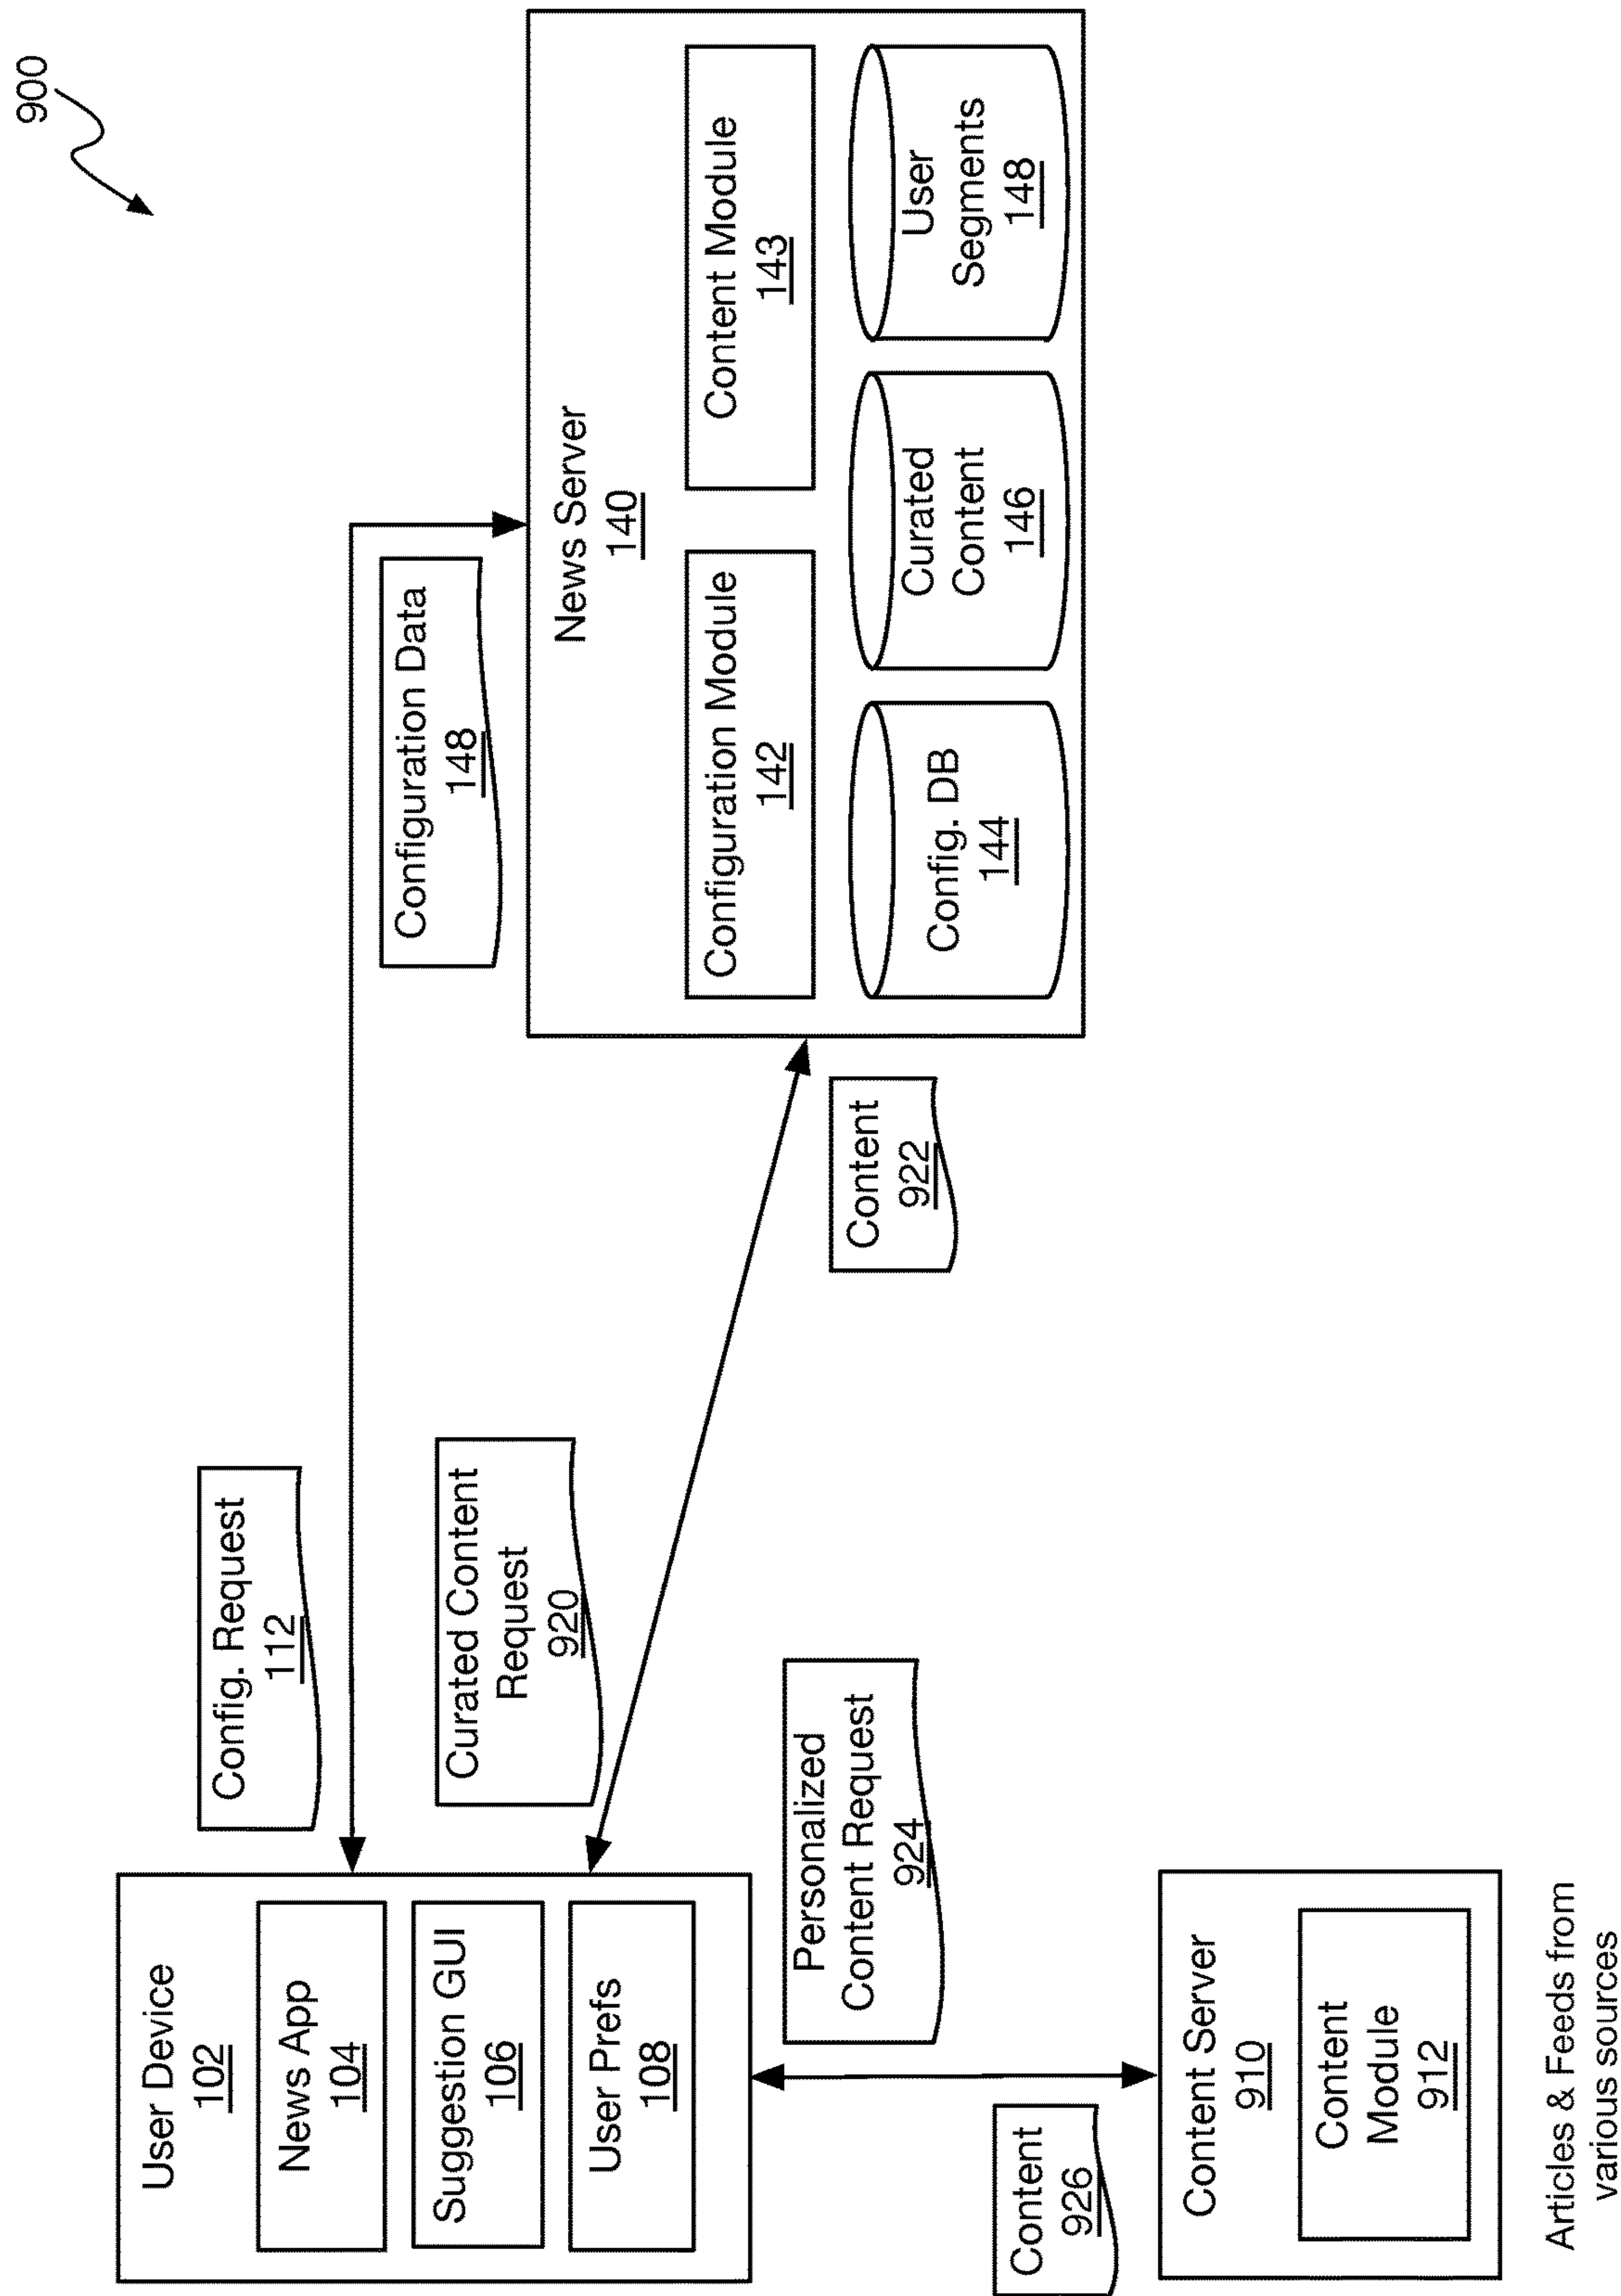 900
User Device
102
News App
104
Suggestion GUI
106
User Prefs
108
Config. Request
112
Configuration Data
148
Curated Content
Request
920
Content
922
Personalized
Content Request
924
Content
926
News Server
140
Configuration Module
142
Content Module
143
Config. DB
144
Curated
Content
146
User
Segments
148
Content Server
910
Content
Module
912
Articles & Feeds from
various sources